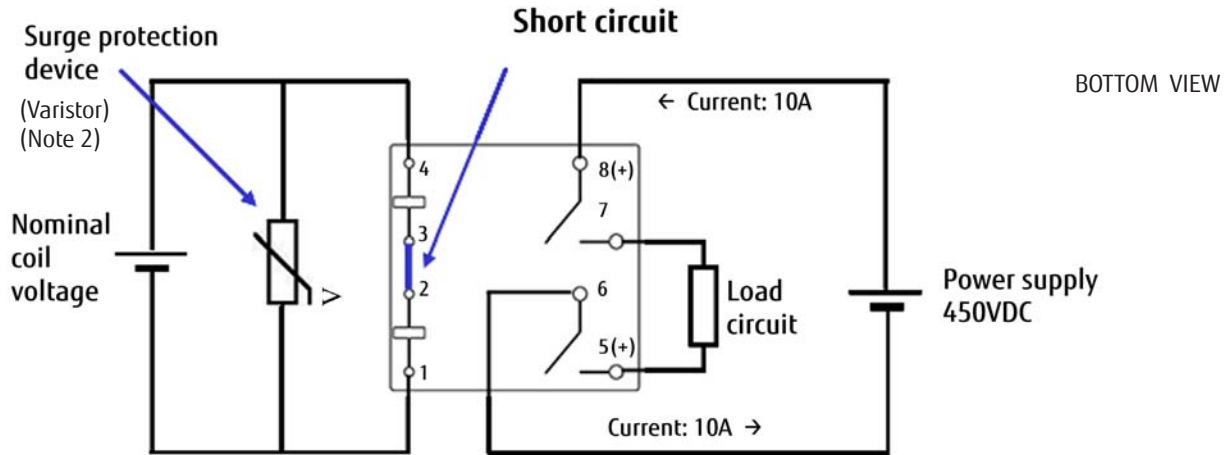 Short circuit
Surge protection
device
(Varistor)
(Note 2)
BOTTOM VIEW
← Current: 10A
4
8(+)
7
3
Nominal
coil
voltage
V
2
6
Load
circuit
Power supply
450VDC
5(+)
1
Current: 10A →